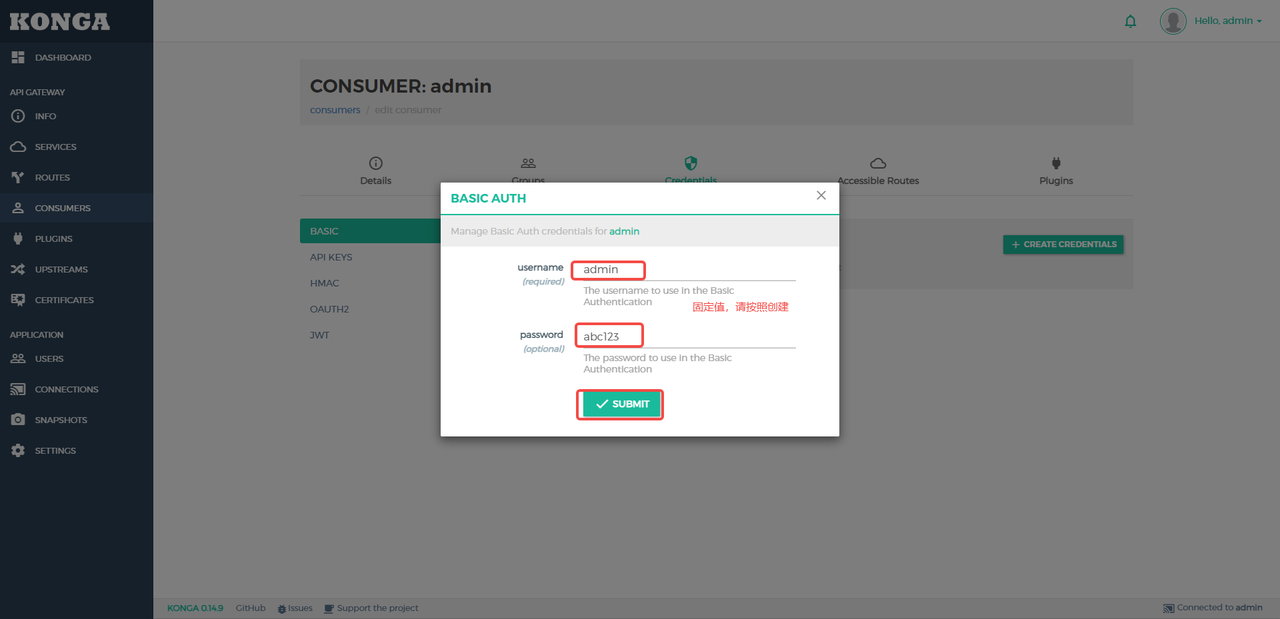 KONGA
Hello, admin
DASHBOARD
API GATEWAY
INFO
SERVICES
ROUTES
CONSUMERS
PLUGINS
UPSTREAMS
CERTIFICATES
APPLICATION
USERS
CONNECTIONS
SNAPSHOTS
SETTINGS
CONSUMER: admin
consumers / edit consumer
Details
Groups
Credentials
Accessible Routes
Plugins
BASIC
API KEYS
HMAC
OAUTH2
JWT
+ CREATE CREDENTIALS
BASIC AUTH
Manage Basic Auth credentials for admin
username
(required)
admin
The username to use in the Basic
Authentication
固定值，请按照创建
password
(optional)
abc123
The password to use in the Basic
Authentication
SUBMIT
KONGA 0.14.9
GitHub
Issues
Support the project
Connected to admin